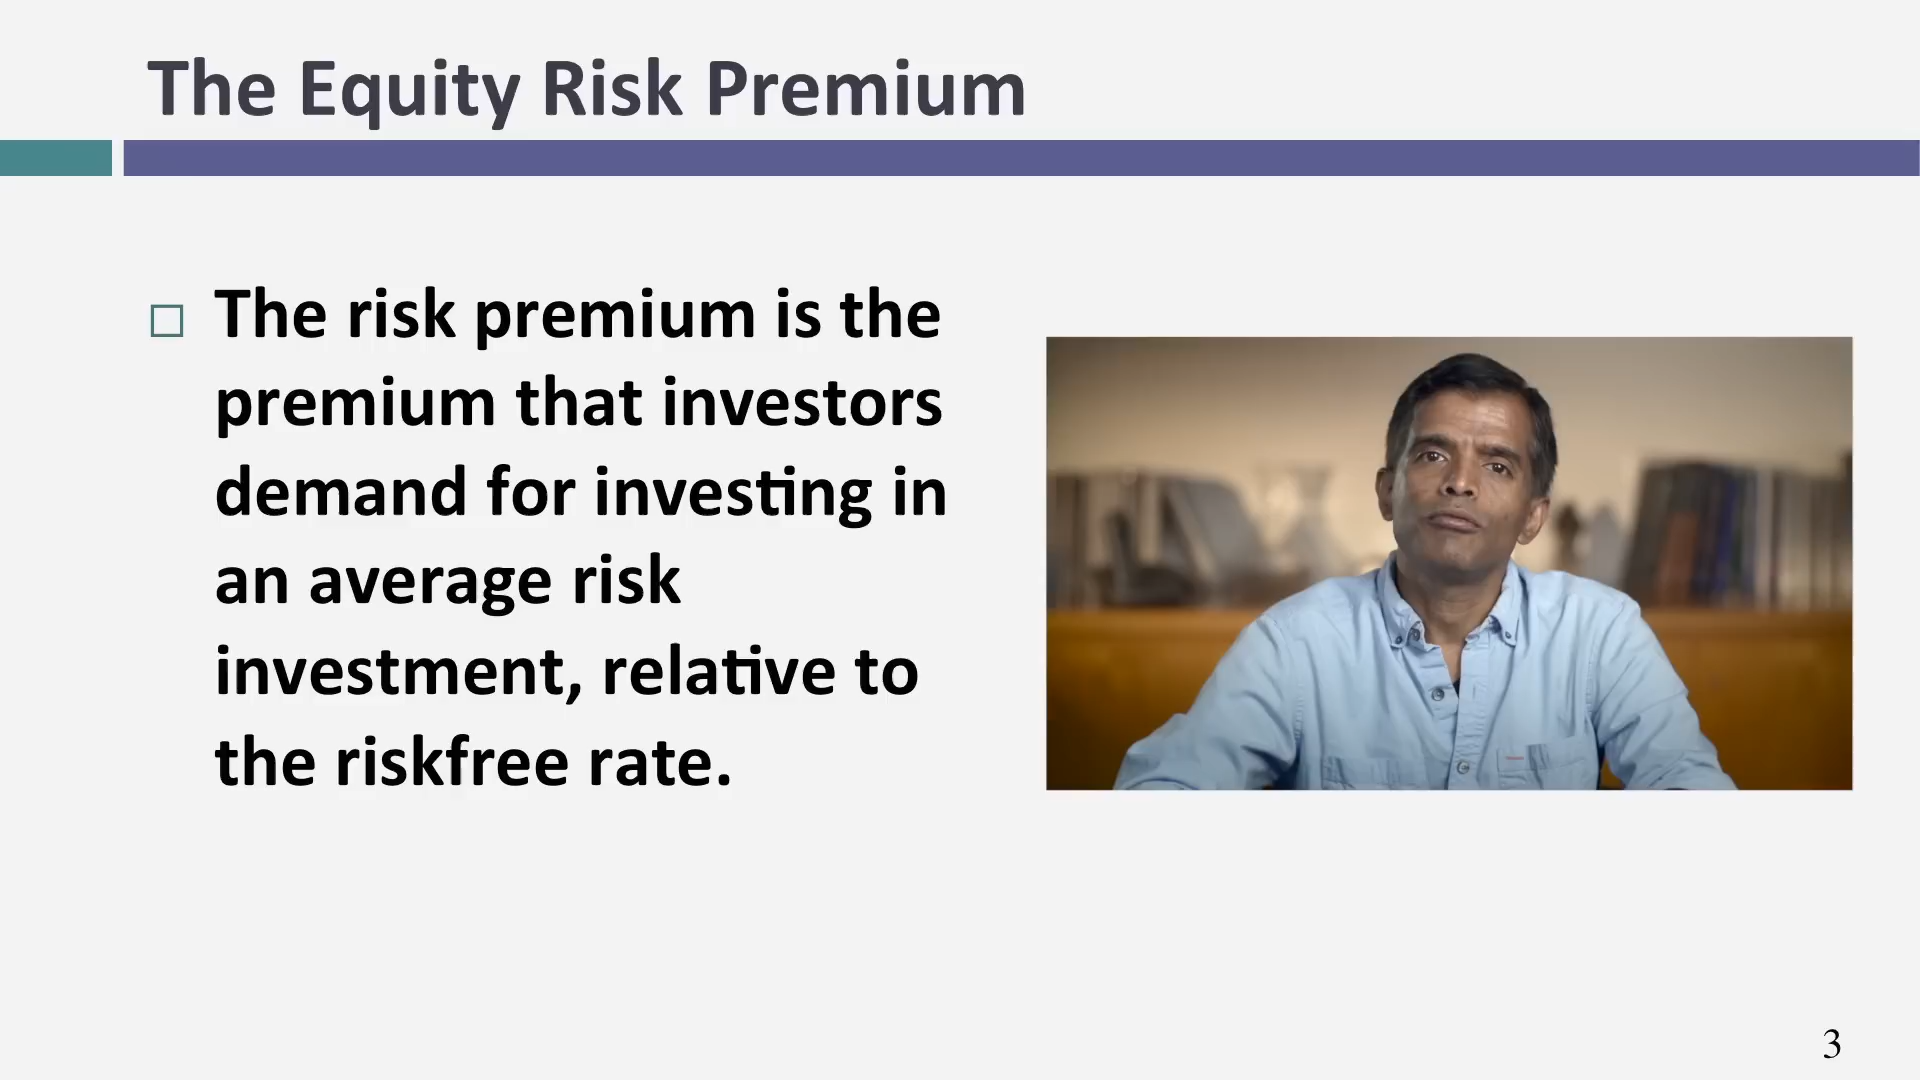 The Equity Risk Premium
The risk premium is the
premium that investors
demand for investing in
an average risk
investment, relative to
the riskfree rate.
3